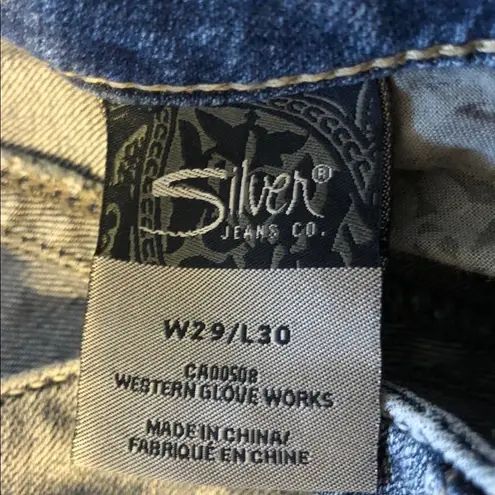 Silver®
JEANS CO.
W29/L30
CA00508
WESTERN GLOVE WORKS
MADE IN CHINA/
FABRIQUÉ EN CHINE